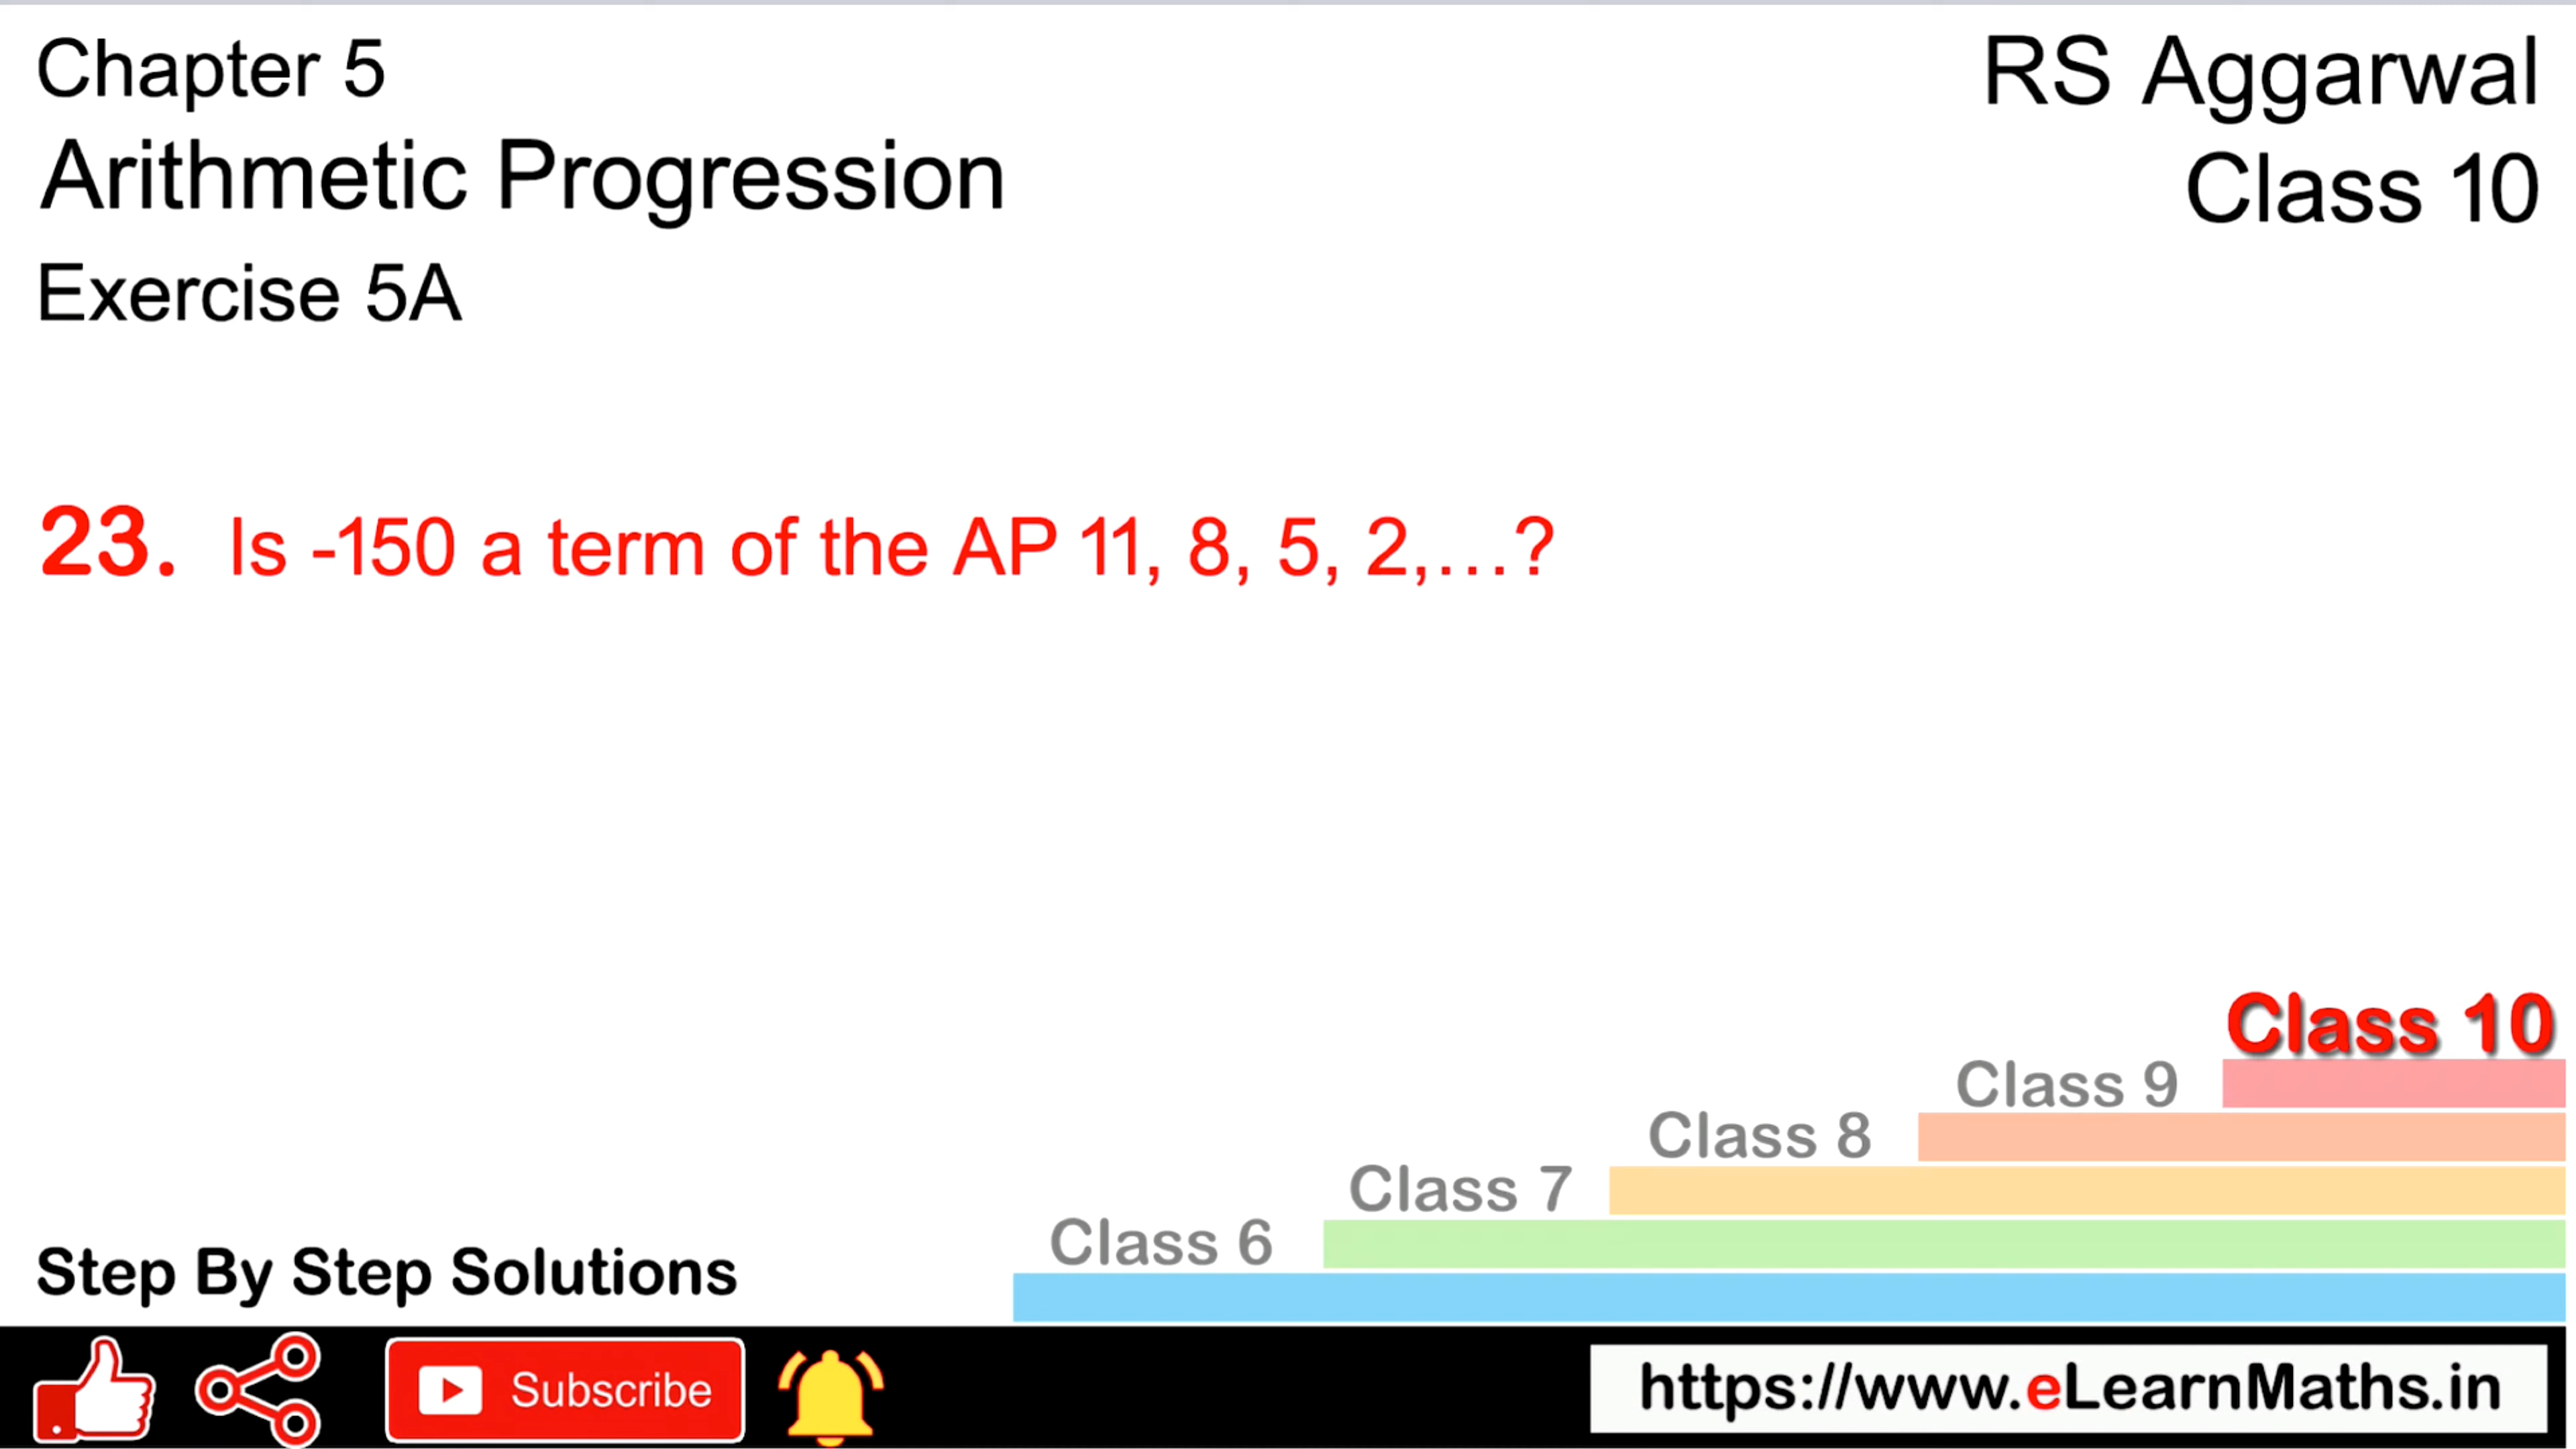 Chapter 5
RS Aggarwal
Arithmetic Progression
Class 10
Exercise 5A
23. Is -150 a term of the AP 11, 8, 5, 2,...?
Class 10
Class 9
Class 8
Class 7
Class 6
Step By Step Solutions
Subscribe
https://www.eLearnMaths.in